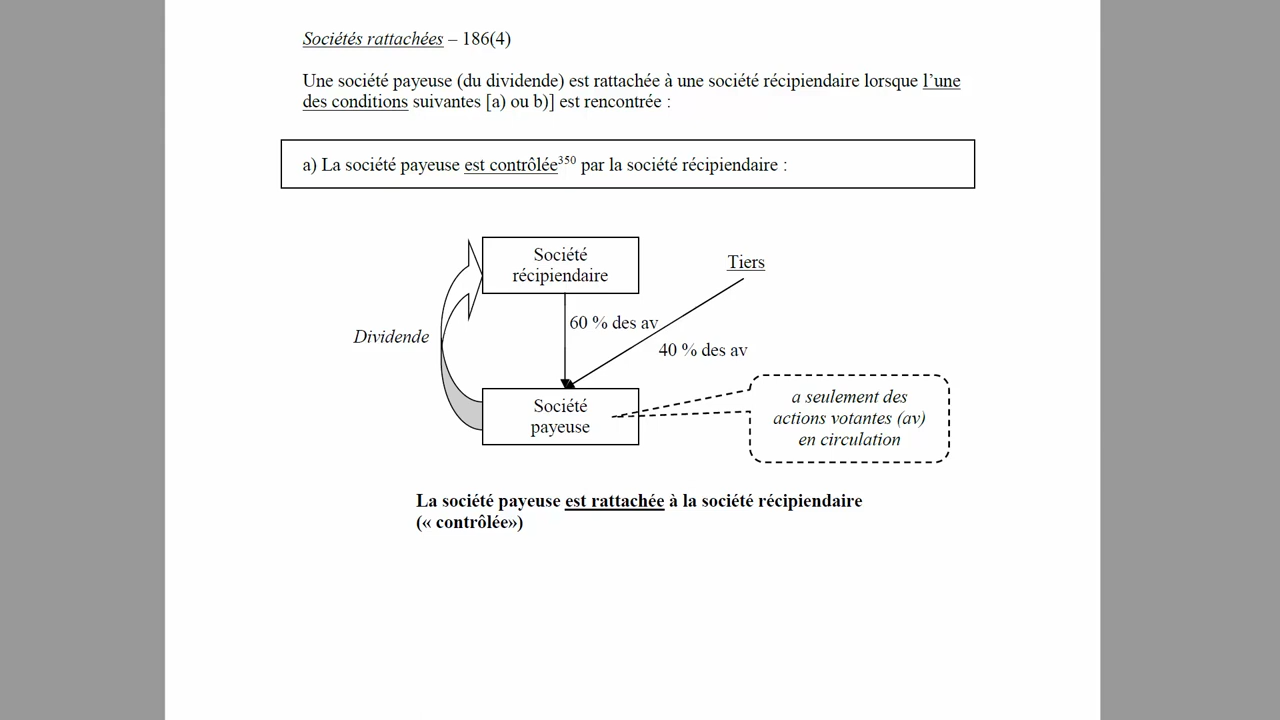 Sociétés rattachées – 186(4)
Une société payeuse (du dividende) est rattachée à une société récipiendaire lorsque l’une
des conditions suivantes [a) ou b)] est rencontrée :
a) La société payeuse est contrôlée350 par la société récipiendaire :
Société
récipiendaire
Tiers
60 % des av
Dividende
40 % des av
Société
payeuse
a seulement des
actions votantes (av)
en circulation
La société payeuse est rattachée à la société récipiendaire
(« contrôlée»)